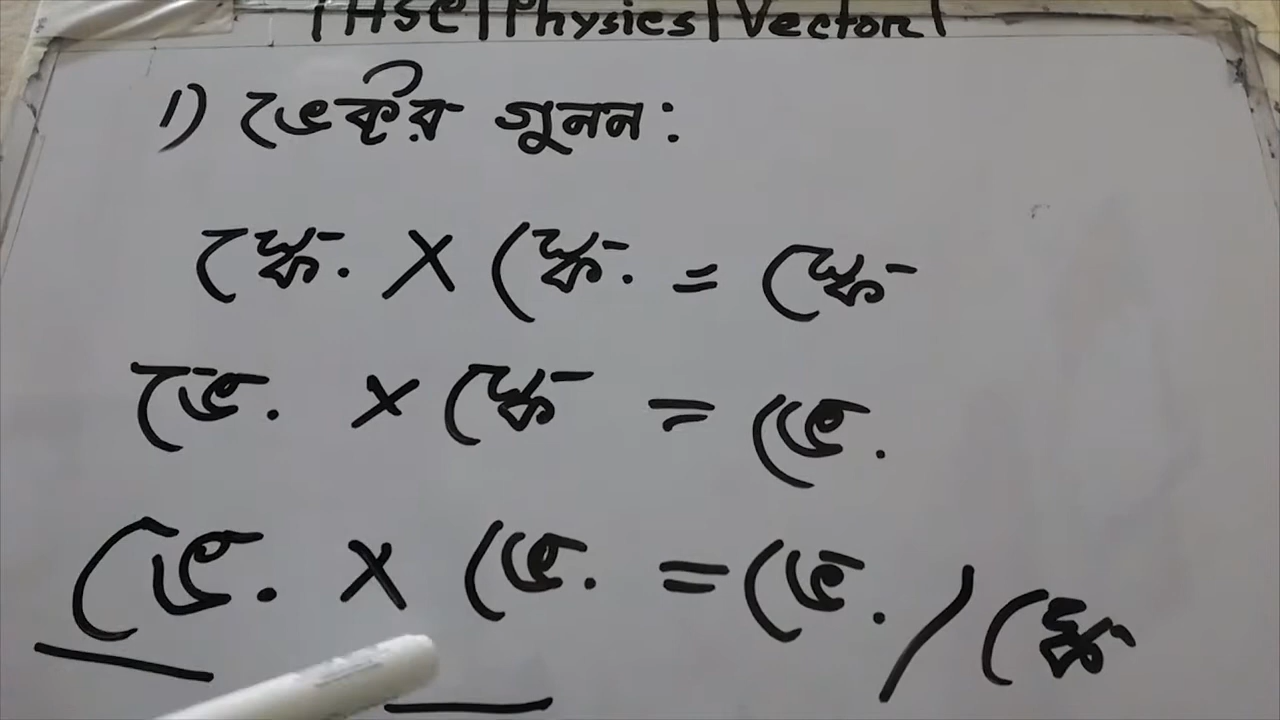 |HSC|Physics|Vector|
1) ভেক্টর গুনন:
স্কে. X স্কে. = স্কে
ভে. X স্কে = ভে.
ভে. X ভে. = ভে. / স্কে